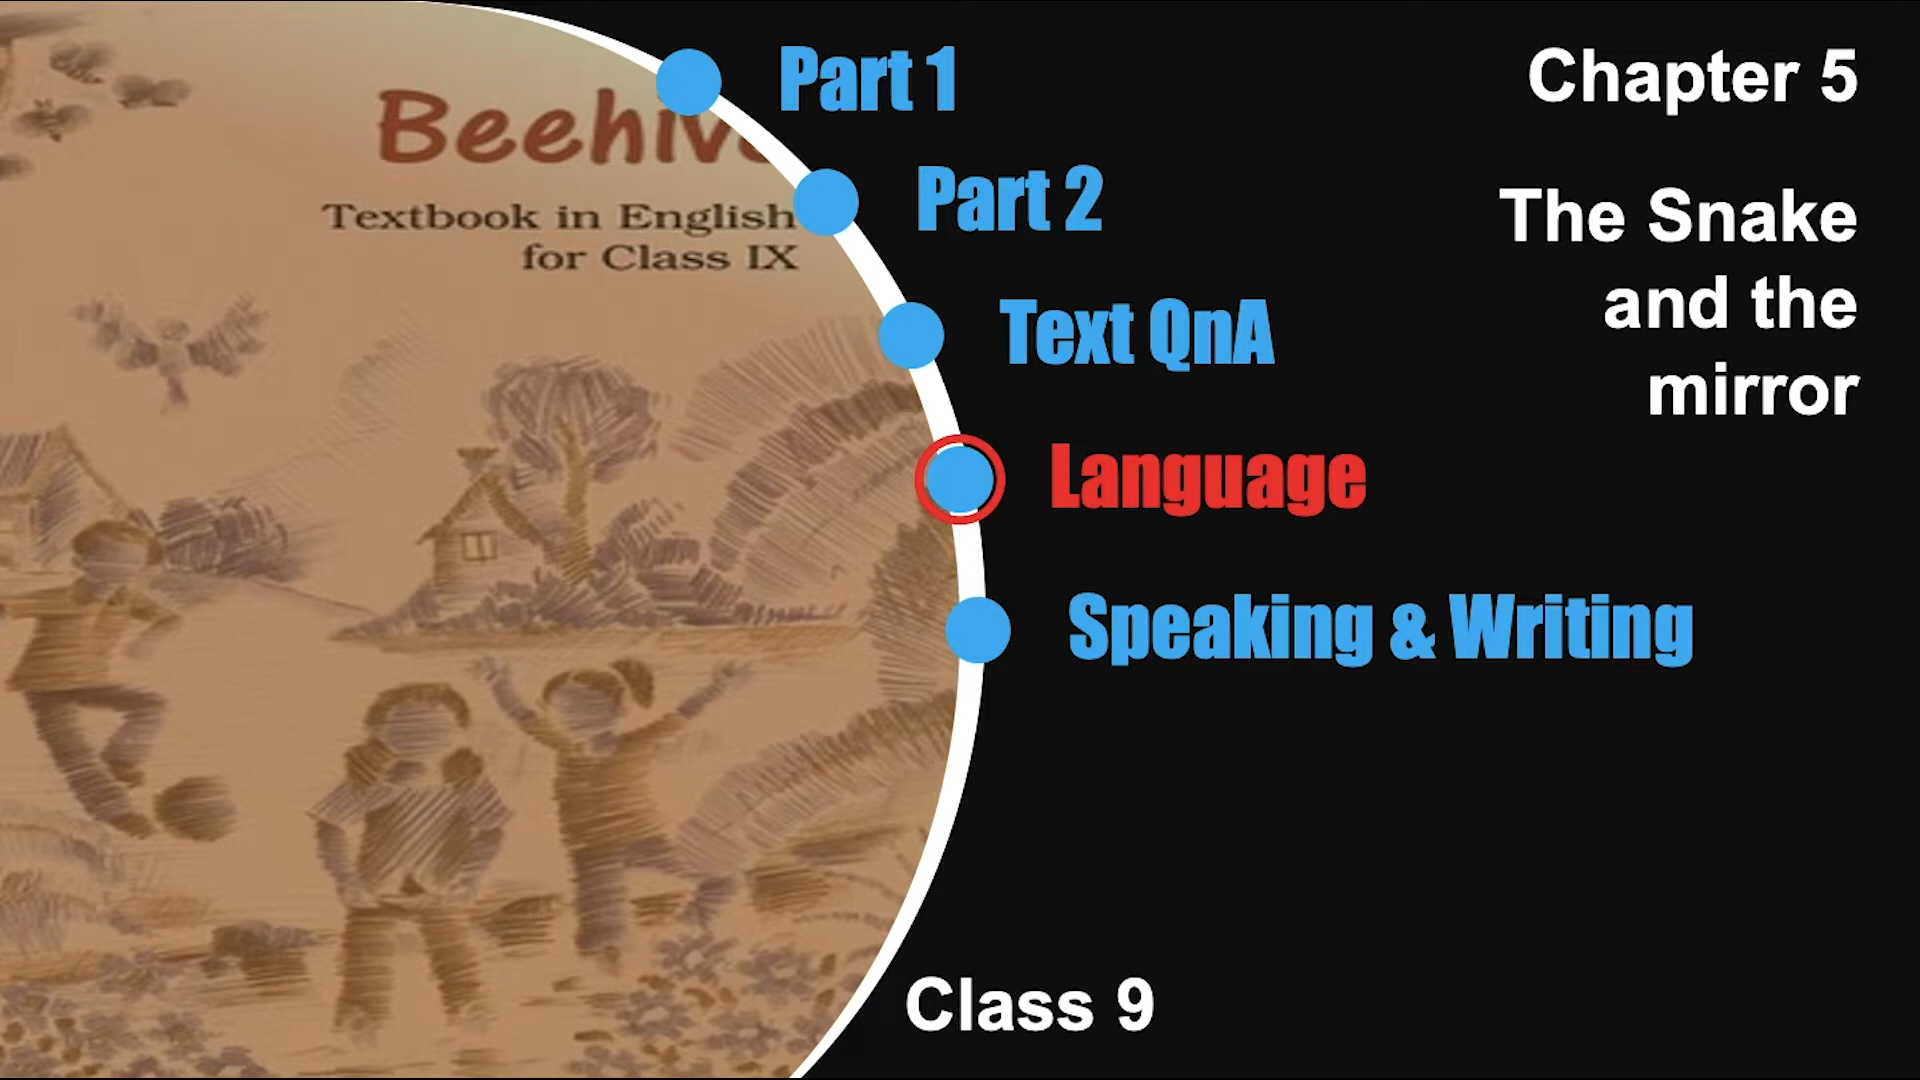 Beehive
Textbook in English
for Class IX
Part 1
Part 2
Text QnA
Language
Speaking & Writing
Chapter 5
The Snake
and the
mirror
Class 9